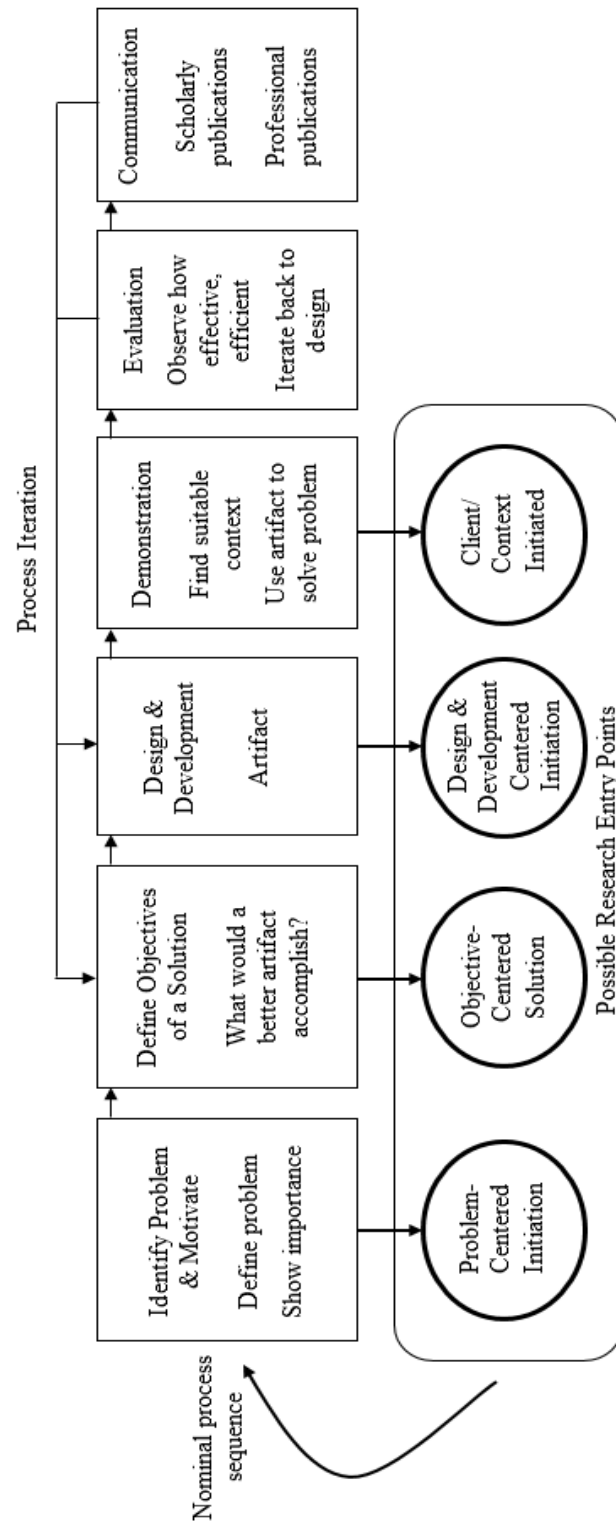 Process Iteration
Nominal process
sequence
Identify Problem
& Motivate
Define problem
Show importance
Define Objectives
of a Solution
What would a
better artifact
accomplish?
Design &
Development
Artifact
Demonstration
Find suitable
context
Use artifact to
solve problem
Evaluation
Observe how
effective,
efficient
Iterate back to
design
Communication
Scholarly
publications
Professional
publications
Problem-
Centered
Initiation
Objective-
Centered
Solution
Design &
Development
Centered
Initiation
Client/
Context
Initiated
Possible Research Entry Points